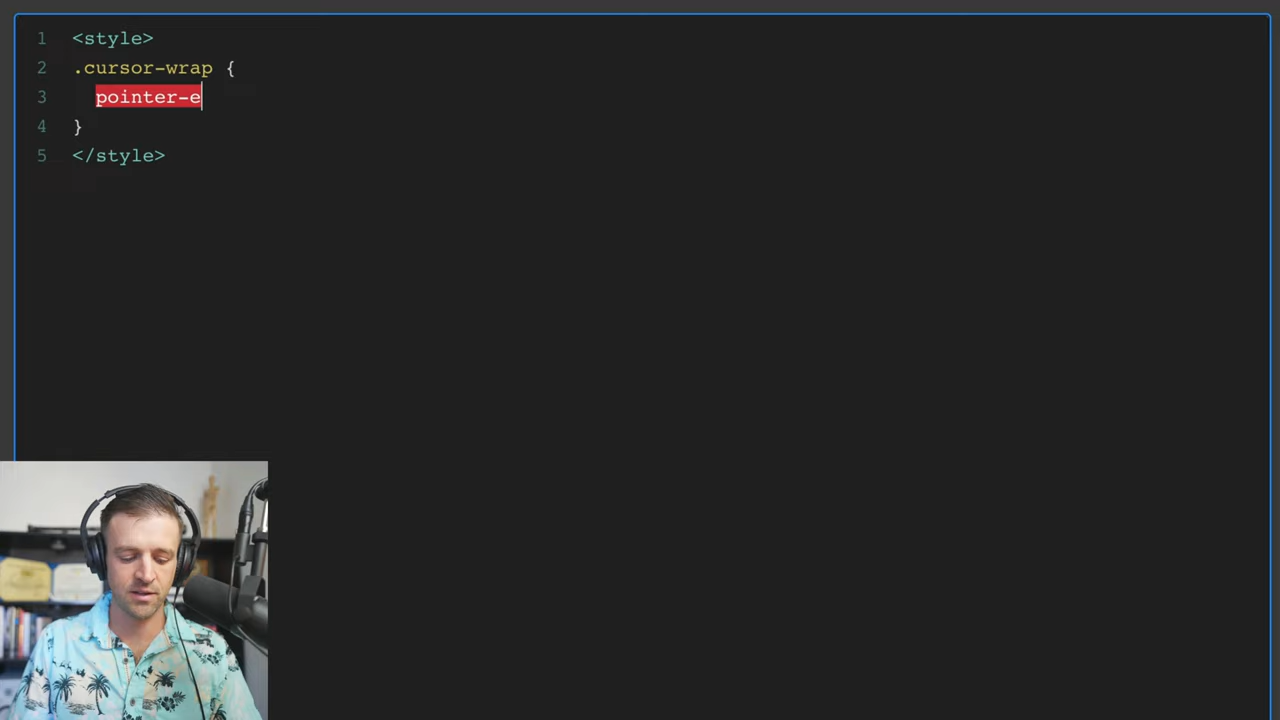 1 <style>
2 .cursor-wrap {
3 pointer-e
4 }
5 </style>